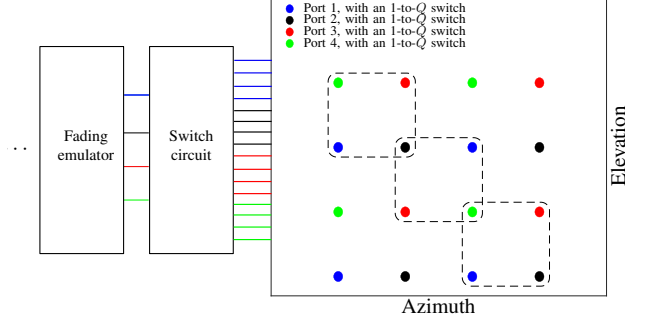 Port 1, with an 1-to-Q switch
Port 2, with an 1-to-Q switch
Port 3, with an 1-to-Q switch
Port 4, with an 1-to-Q switch
. .
Fading
emulator
Switch
circuit
Elevation
Azimuth